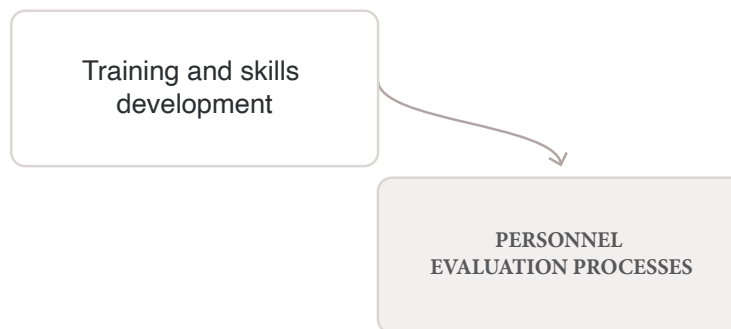 Training and skills
development
PERSONNEL
EVALUATION PROCESSES